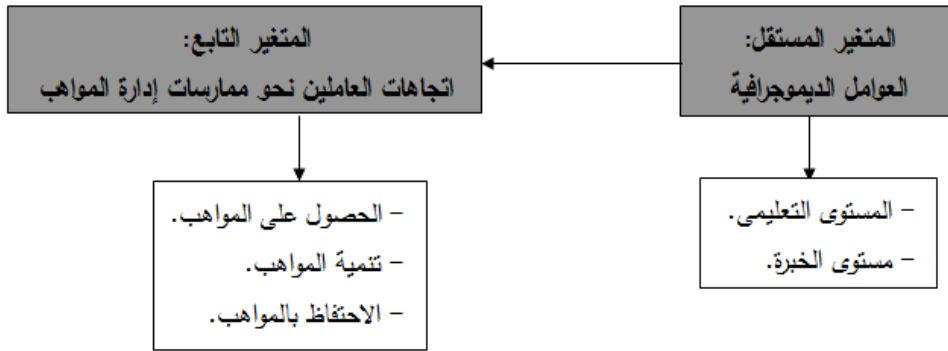 المتغير المستقل:
العوامل الديموجرافية
المتغير التابع:
اتجاهات العاملين نحو ممارسات إدارة المواهب
- المستوى التعليمى.
- مستوى الخبرة.
- الحصول على المواهب.
- تنمية المواهب.
- الاحتفاظ بالمواهب.